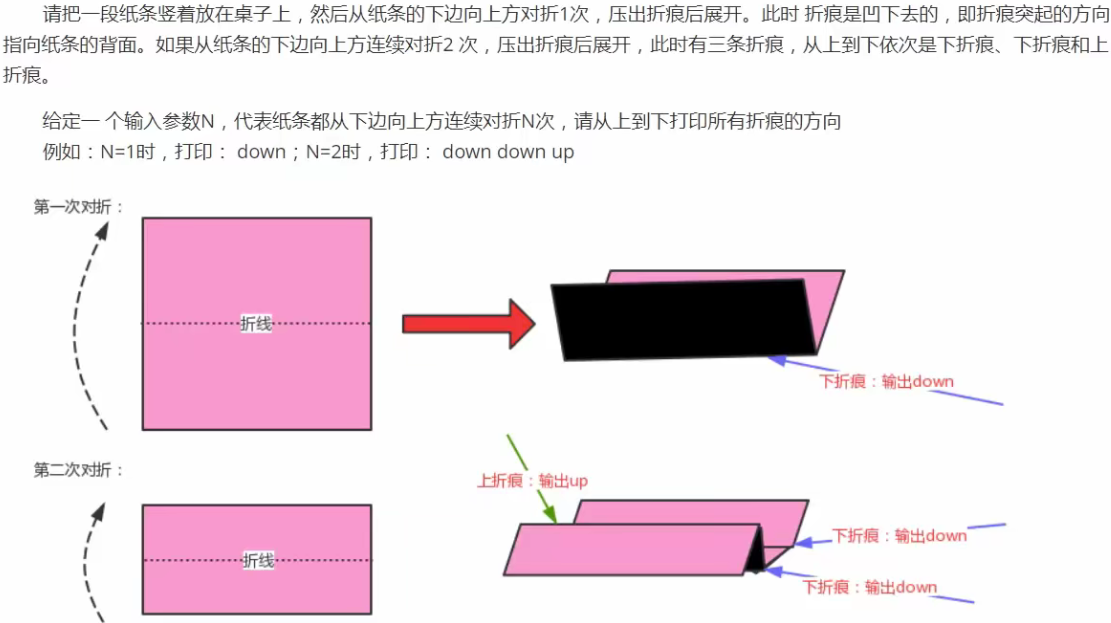 请把一段纸条竖着放在桌子上，然后从纸条的下边向上方对折1次，压出折痕后展开。此时 折痕是凹下去的，即折痕突起的方向
指向纸条的背面。如果从纸条的下边向上方连续对折2 次，压出折痕后展开，此时有三条折痕，从上到下依次是下折痕、下折痕和上
折痕。
给定一 个输入参数N，代表纸条都从下边向上方连续对折N次，请从上到下打印所有折痕的方向
例如：N=1时，打印： down；N=2时，打印： down down up
第一次对折：
折线
下折痕：输出down
第二次对折：
上折痕：输出up
折线
下折痕：输出down
下折痕：输出down